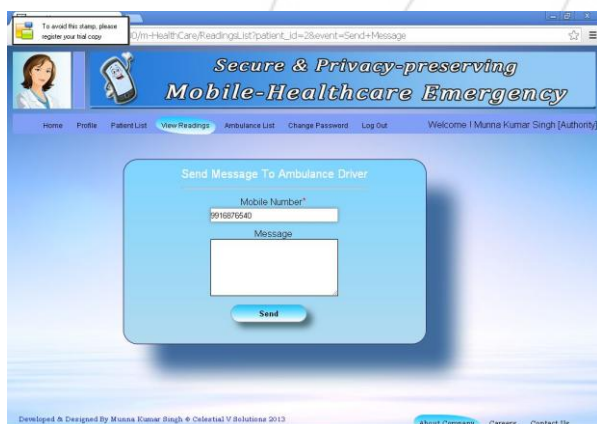 To avoid this stamp, please
register your trial copy
0/m-HealthCare/ReadingsList?patient_id=2&event=Send+Message
Secure & Privacy-preserving
Mobile-Healthcare Emergency
Home Profile Patient List View Readings Ambulance List Change Password Log Out Welcome ! Munna Kumar Singh [Authority]
Send Message To Ambulance Driver
Mobile Number*
9916876540
Message
Send
Developed & Designed By Munna Kumar Singh © Celestial V Solutions 2013
About Company Careers Contact Us